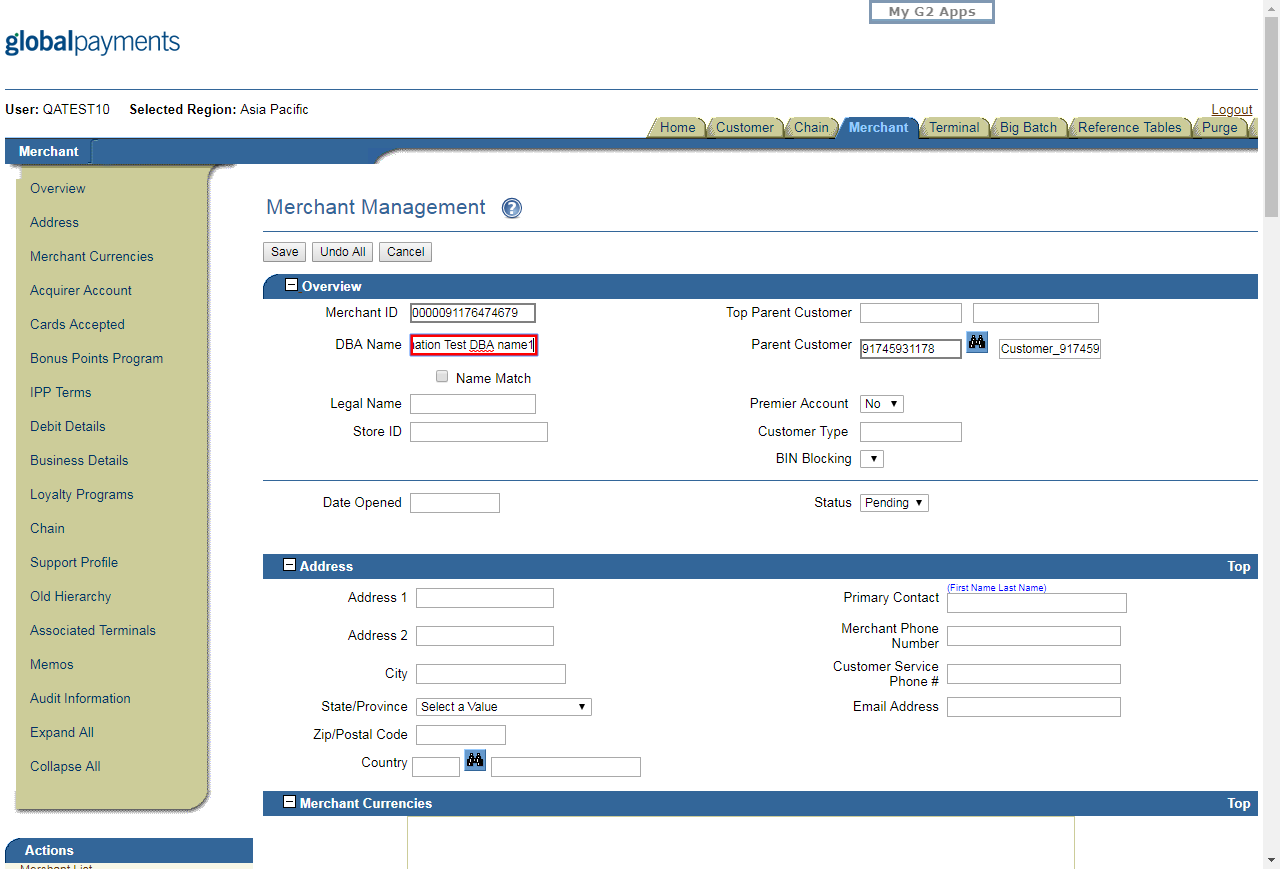 My G2 Apps
globalpayments
User: QATEST10 Selected Region: Asia Pacific
Logout
Home Customer Chain Merchant Terminal Big Batch Reference Tables Purge
Merchant
Overview
Address
Merchant Currencies
Acquirer Account
Cards Accepted
Bonus Points Program
IPP Terms
Debit Details
Business Details
Loyalty Programs
Chain
Support Profile
Old Hierarchy
Associated Terminals
Memos
Audit Information
Expand All
Collapse All
Actions
Merchant List
Merchant Management ?
Save Undo All Cancel
Overview
Merchant ID 0000091176474679 Top Parent Customer
DBA Name ation Test DBA name1 Parent Customer 91745931178 Customer_917459
Name Match
Legal Name Premier Account No
Store ID Customer Type
BIN Blocking
Date Opened Status Pending
Address Top
(First Name Last Name)
Address 1 Primary Contact
Address 2 Merchant Phone Number
City Customer Service Phone #
State/Province Select a Value Email Address
Zip/Postal Code
Country
Merchant Currencies Top